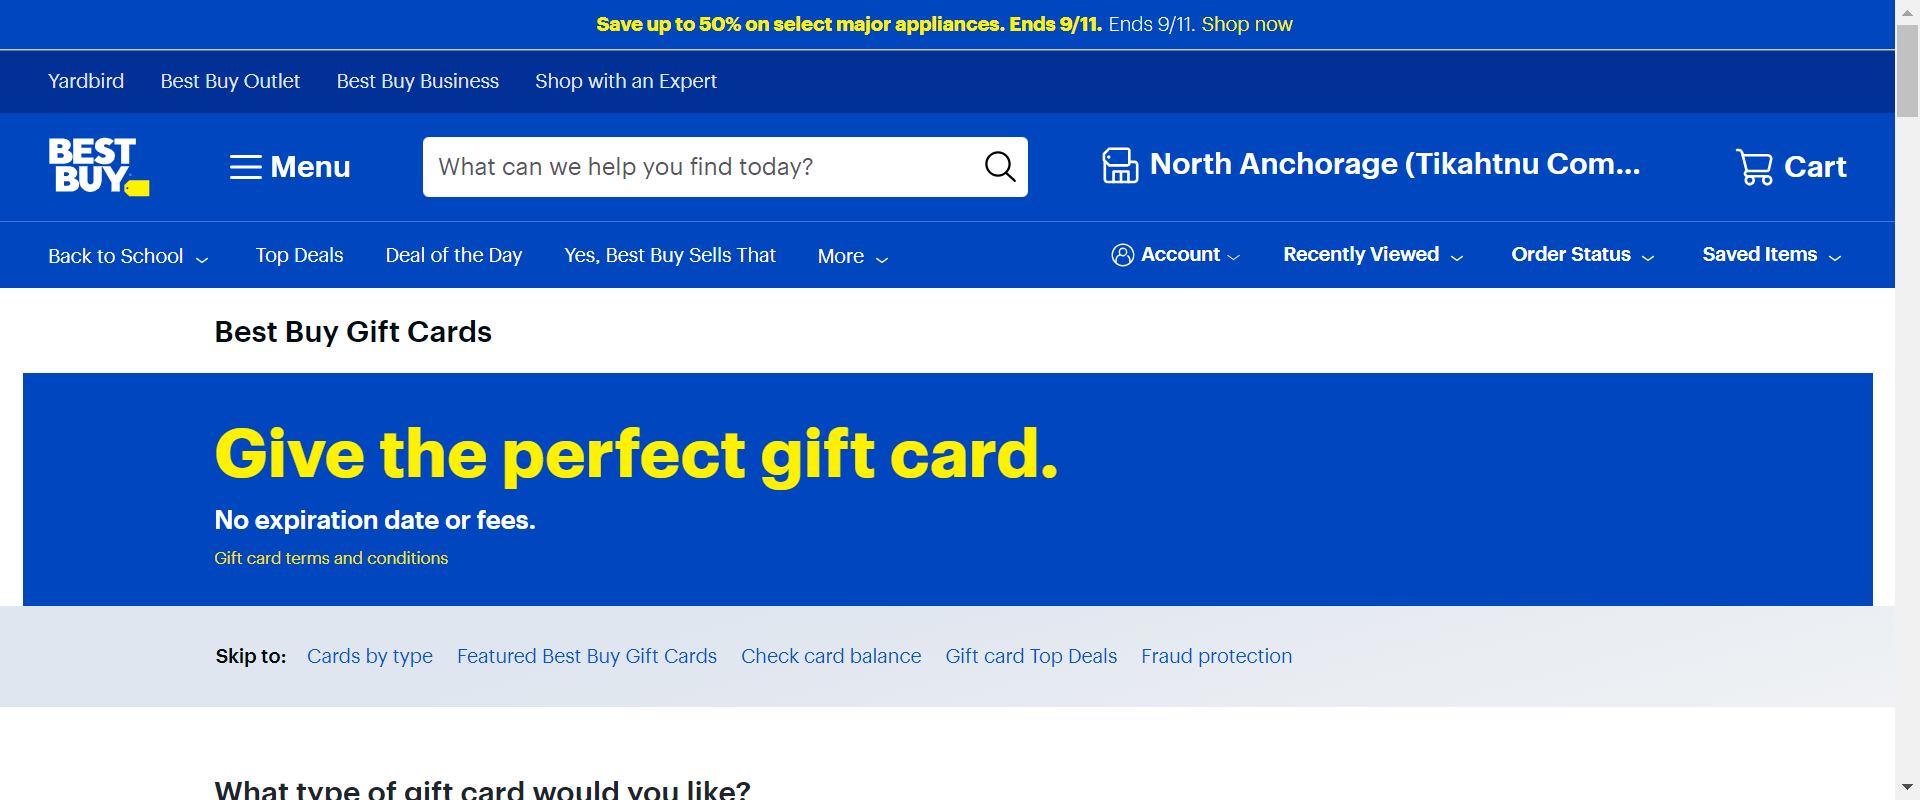 Save up to 50% on select major appliances. Ends 9/11. Ends 9/11. Shop now
Yardbird Best Buy Outlet Best Buy Business Shop with an Expert
BEST
BUY
Menu
What can we help you find today?
North Anchorage (Tikahtnu Com...
Cart
Back to School Top Deals Deal of the Day Yes, Best Buy Sells That More Account Recently Viewed Order Status Saved Items
Best Buy Gift Cards
Give the perfect gift card.
No expiration date or fees.
Gift card terms and conditions
Skip to: Cards by type Featured Best Buy Gift Cards Check card balance Gift card Top Deals Fraud protection
What type of gift card would you like?